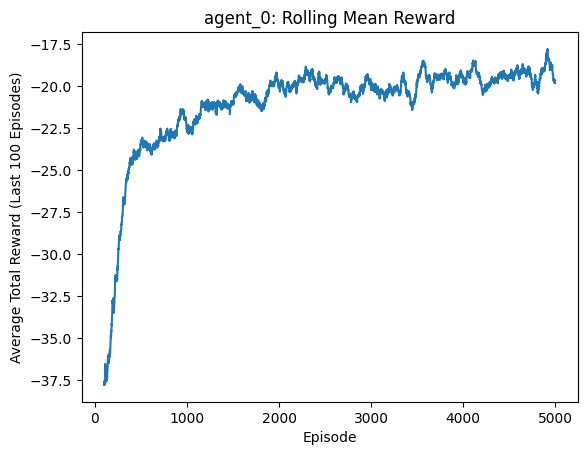 agent_0: Rolling Mean Reward
Average Total Reward (Last 100 Episodes)
−17.5
−20.0
−22.5
−25.0
−27.5
−30.0
−32.5
−35.0
−37.5
0 1000 2000 3000 4000 5000
Episode